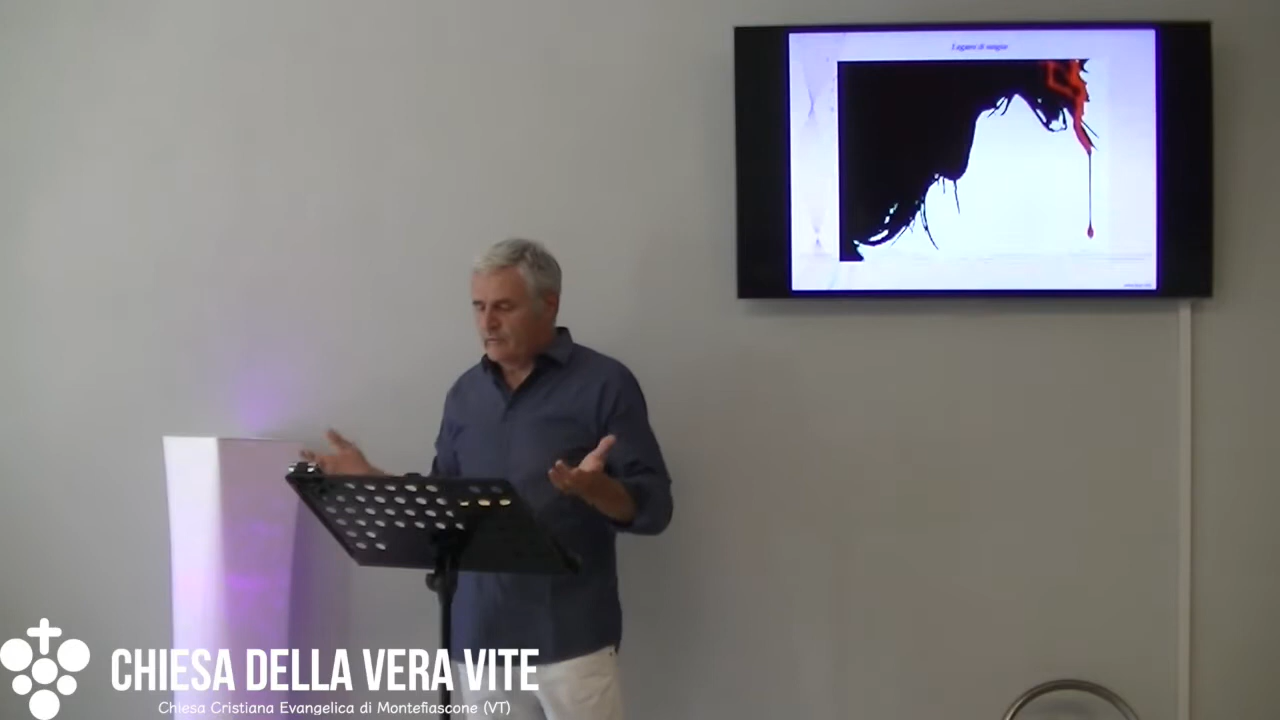 Legami di sangue
CHIESA DELLA VERA VITE
Chiesa Cristiana Evangelica di Montefiascone (VT)